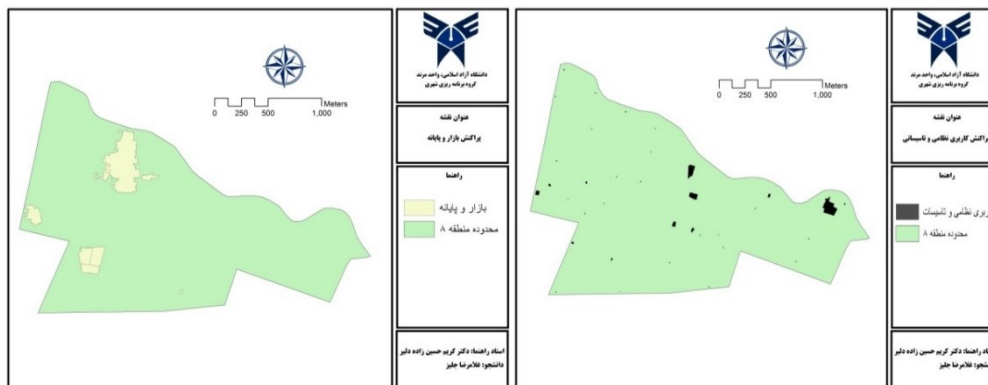 Meters
0 250 500 1,000
دانشگاه آزاد اسلامی، واحد مرند
گروه برنامه ریزی شهری
عنوان نقشه
پراکنش بازار و پایانه
راهنما
بازار و پایانه
محدوده منطقه ۸
استاد راهنما: دکتر کریم حسین زاده دلیر
دانشجو: غلامرضا جلیز
Meters
0 250 500 1,000
دانشگاه آزاد اسلامی، واحد مرند
گروه برنامه ریزی شهری
عنوان نقشه
پراکنش کاربری نظامی و تاسیساتی
راهنما
ربری نظامی و تاسیسات
محدوده منطقه ۸
اد راهنما: دکتر کریم حسین زاده دلیر
شجو: غلامرضا جلیز